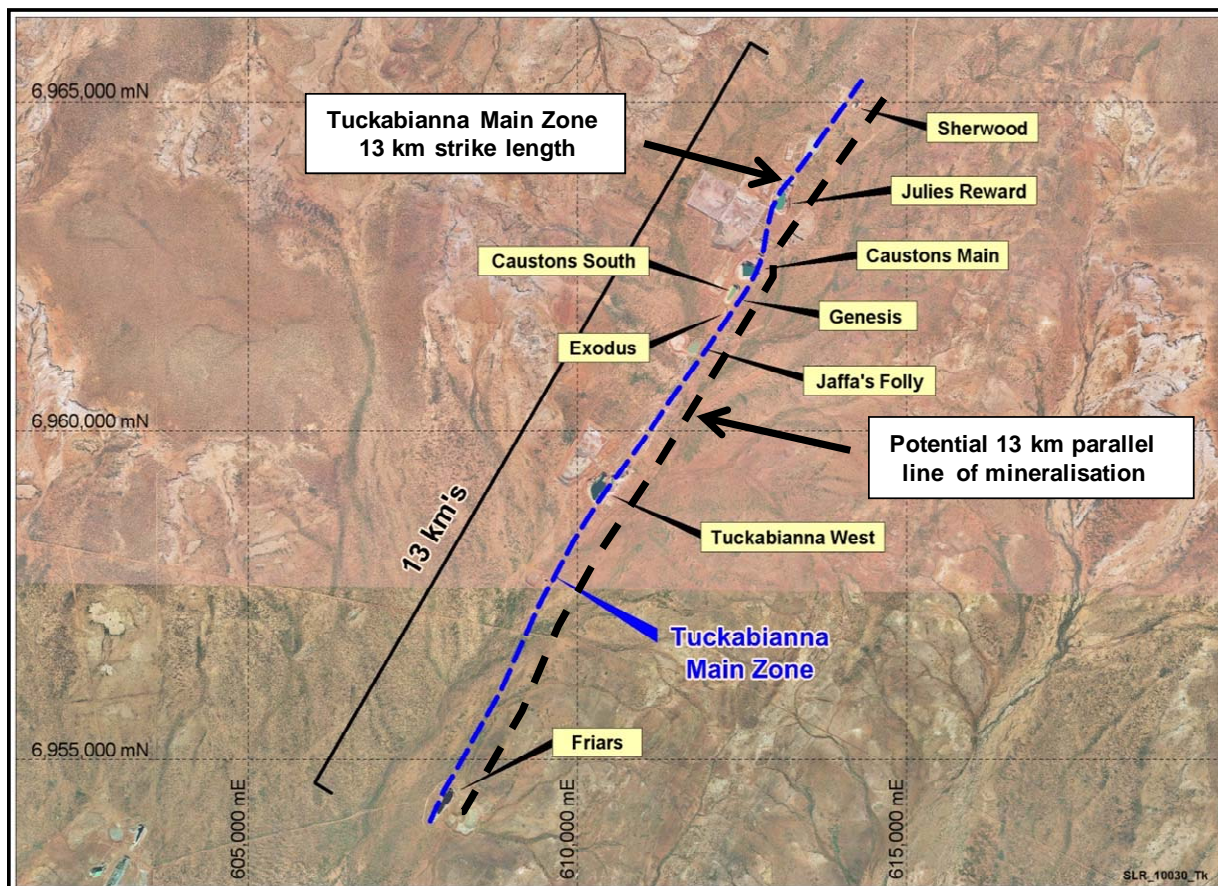 6,965,000 mN
Tuckabianna Main Zone
13 km strike length
Sherwood
Julies Reward
Caustons South
Caustons Main
Genesis
Exodus
Jaffa's Folly
6,960,000 mN
Potential 13 km parallel
line of mineralisation
13 km's
Tuckabianna West
Tuckabianna
Main Zone
6,955,000 mN
Friars
605,000 mE
610,000 mE
615,000 mE
SLR_10030_Tk